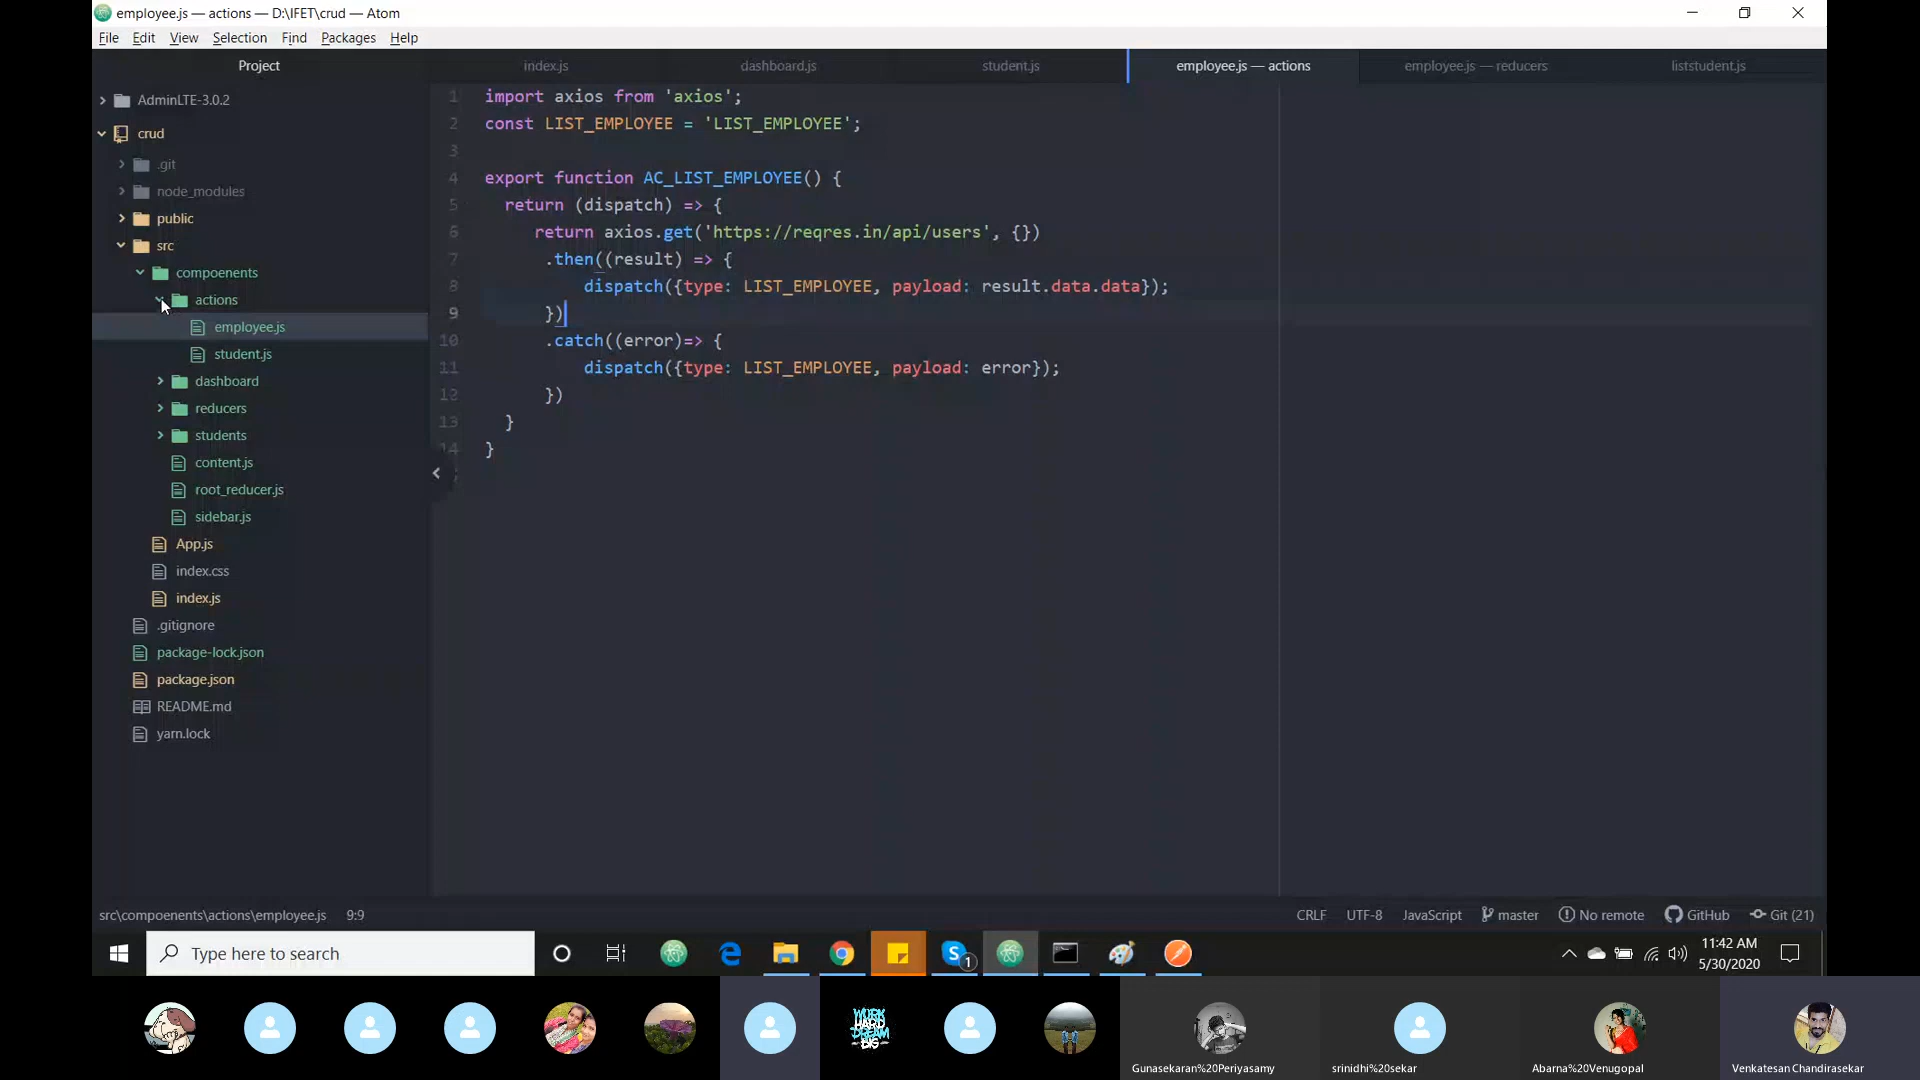 employee.js — actions — D:\IFET\crud — Atom
File Edit View Selection Find Packages Help
Project
index.js dashboard.js student.js employee.js — actions employee.js — reducers liststudent.js
AdminLTE-3.0.2
crud
.git
node_modules
public
src
compoenents
actions
employee.js
student.js
dashboard
reducers
students
content.js
root_reducer.js
sidebar.js
App.js
index.css
index.js
.gitignore
package-lock.json
package.json
README.md
yarn.lock
1 import axios from 'axios';
2 const LIST_EMPLOYEE = 'LIST_EMPLOYEE';
3
4 export function AC_LIST_EMPLOYEE() {
5 return (dispatch) => {
6 return axios.get('https://reqres.in/api/users', {})
7 .then((result) => {
8 dispatch({type: LIST_EMPLOYEE, payload: result.data.data});
9 })
10 .catch((error)=> {
11 dispatch({type: LIST_EMPLOYEE, payload: error});
12 })
13 }
14 }
src\compoenents\actions\employee.js 9:9
CRLF UTF-8 JavaScript master No remote GitHub Git (21)
Type here to search
S 1
11:42 AM
5/30/2020
WORK
HARD
DREAM
BIG
Gunasekaran%20Periyasamy srinidhi%20sekar Abarna%20Venugopal Venkatesan Chandirasekar